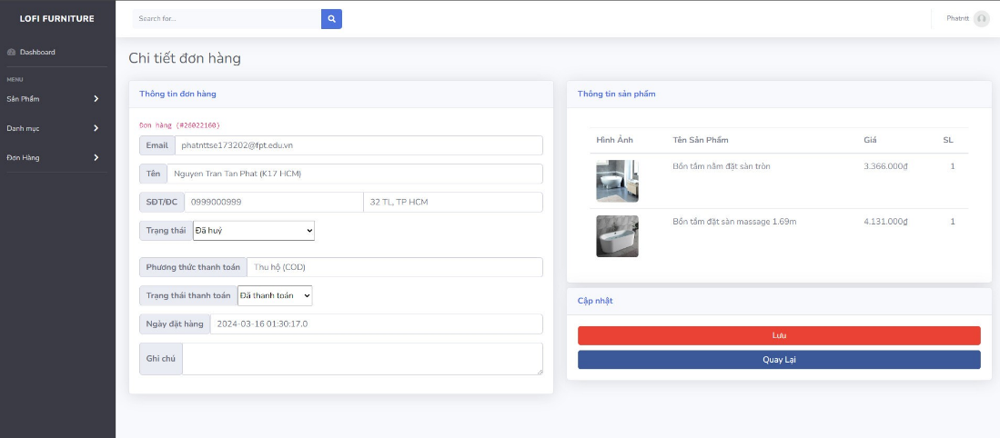 LOFI FURNITURE
Search for...
Phatntt
Dashboard
MENU
Sản Phẩm
Danh mục
Đơn Hàng
Chi tiết đơn hàng
Thông tin đơn hàng
Đơn hàng (#26022160)
Email phatnttse173202@fpt.edu.vn
Tên Nguyen Tran Tan Phat (K17 HCM)
SĐT/ĐC 0999000999 32 TL, TP HCM
Trạng thái Đã huỷ
Phương thức thanh toán Thu hộ (COD)
Trạng thái thanh toán Đã thanh toán
Ngày đặt hàng 2024-03-16 01:30:17.0
Ghi chú
Thông tin sản phẩm
Hình Ảnh Tên Sản Phẩm Giá SL
Bồn tắm nằm đặt sàn tròn 3.366.000₫ 1
Bồn tắm đặt sàn massage 1.69m 4.131.000₫ 1
Cập nhật
Lưu
Quay Lại